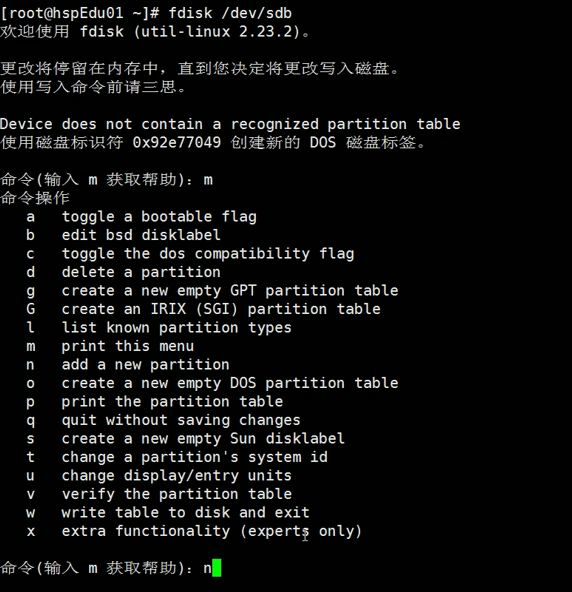 [root@hspEdu01 ~]# fdisk /dev/sdb
欢迎使用 fdisk (util-linux 2.23.2)。
更改将停留在内存中，直到您决定将更改写入磁盘。
使用写入命令前请三思。
Device does not contain a recognized partition table
使用磁盘标识符 0x92e77049 创建新的 DOS 磁盘标签。
命令(输入 m 获取帮助)：m
命令操作
a   toggle a bootable flag
b   edit bsd disklabel
c   toggle the dos compatibility flag
d   delete a partition
g   create a new empty GPT partition table
G   create an IRIX (SGI) partition table
l   list known partition types
m   print this menu
n   add a new partition
o   create a new empty DOS partition table
p   print the partition table
q   quit without saving changes
s   create a new empty Sun disklabel
t   change a partition's system id
u   change display/entry units
v   verify the partition table
w   write table to disk and exit
x   extra functionality (experts only)
命令(输入 m 获取帮助)：n